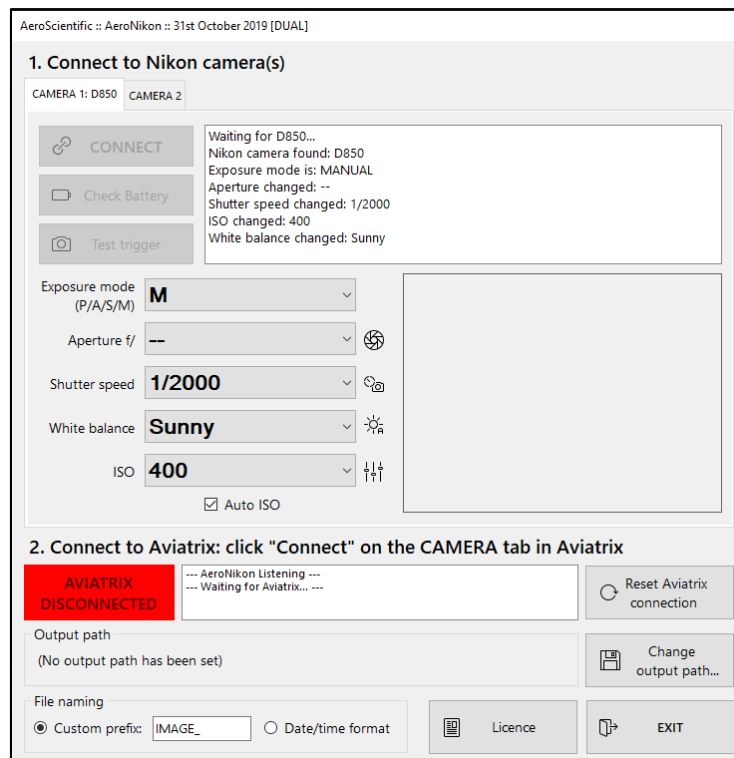 AeroScientific :: AeroNikon :: 31st October 2019 [DUAL]
1. Connect to Nikon camera(s)
CAMERA 1: D850
CAMERA 2
CONNECT
Check Battery
Test trigger
Waiting for D850...
Nikon camera found: D850
Exposure mode is: MANUAL
Aperture changed: --
Shutter speed changed: 1/2000
ISO changed: 400
White balance changed: Sunny
Exposure mode
(P/A/S/M)
M
Aperture f/
--
Shutter speed
1/2000
White balance
Sunny
A
ISO
400
Auto ISO
2. Connect to Aviatrix: click "Connect" on the CAMERA tab in Aviatrix
AVIATRIX
DISCONNECTED
--- AeroNikon Listening ---
--- Waiting for Aviatrix... ---
Reset Aviatrix
connection
Output path
(No output path has been set)
Change
output path...
File naming
Custom prefix:
IMAGE_
Date/time format
Licence
EXIT